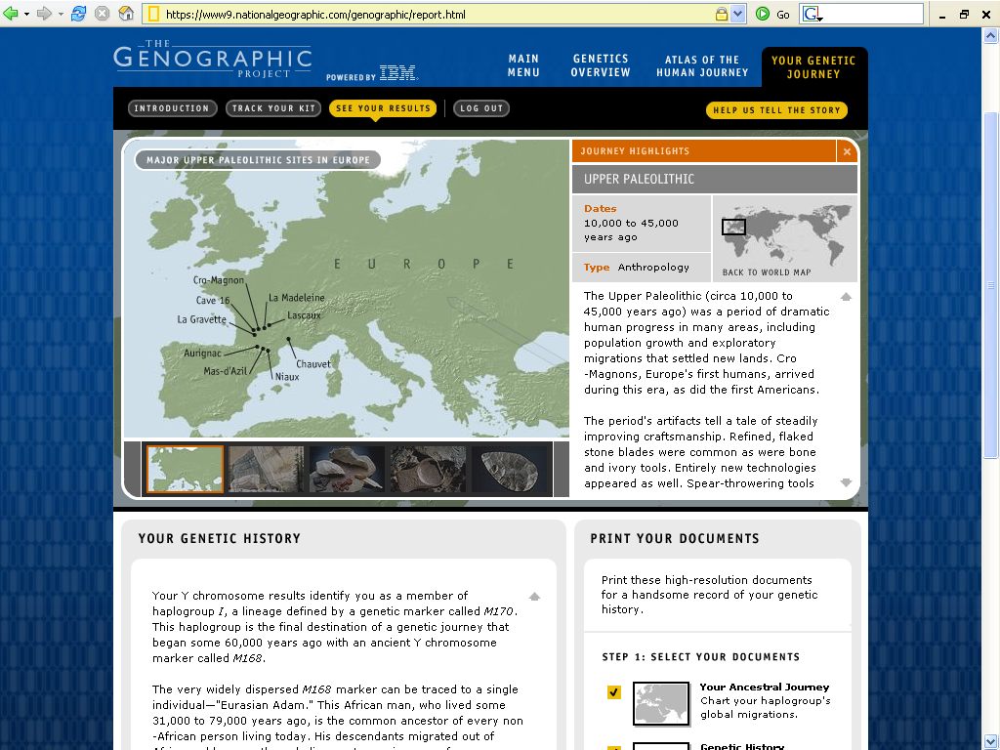 https://www9.nationalgeographic.com/genographic/report.html
Go
G
THE
GENOGRAPHIC
PROJECT
POWERED BY IBM.
MAIN
MENU
GENETICS
OVERVIEW
ATLAS OF THE
HUMAN JOURNEY
YOUR GENETIC
JOURNEY
INTRODUCTION
TRACK YOUR KIT
SEE YOUR RESULTS
LOG OUT
HELP US TELL THE STORY
MAJOR UPPER PALEOLITHIC SITES IN EUROPE
EUROPE
Cro-Magnon
Cave 16
La Madeleine
La Gravette
Lascaux
Aurignac
Mas-d'Azil
Niaux
Chauvet
JOURNEY HIGHLIGHTS
UPPER PALEOLITHIC
Dates
10,000 to 45,000
years ago
Type Anthropology
BACK TO WORLD MAP
The Upper Paleolithic (circa 10,000 to
45,000 years ago) was a period of dramatic
human progress in many areas, including
population growth and exploratory
migrations that settled new lands. Cro
-Magnons, Europe's first humans, arrived
during this era, as did the first Americans.
The period's artifacts tell a tale of steadily
improving craftsmanship. Refined, flaked
stone blades were common as were bone
and ivory tools. Entirely new technologies
appeared as well. Spear-throwering tools
YOUR GENETIC HISTORY
Your Y chromosome results identify you as a member of
haplogroup I, a lineage defined by a genetic marker called M170.
This haplogroup is the final destination of a genetic journey that
began some 60,000 years ago with an ancient Y chromosome
marker called M168.
The very widely dispersed M168 marker can be traced to a single
individual—"Eurasian Adam." This African man, who lived some
31,000 to 79,000 years ago, is the common ancestor of every non
-African person living today. His descendants migrated out of
PRINT YOUR DOCUMENTS
Print these high-resolution documents
for a handsome record of your genetic
history.
STEP 1: SELECT YOUR DOCUMENTS
Your Ancestral Journey
Chart your haplogroup's
global migrations.
Genetic History